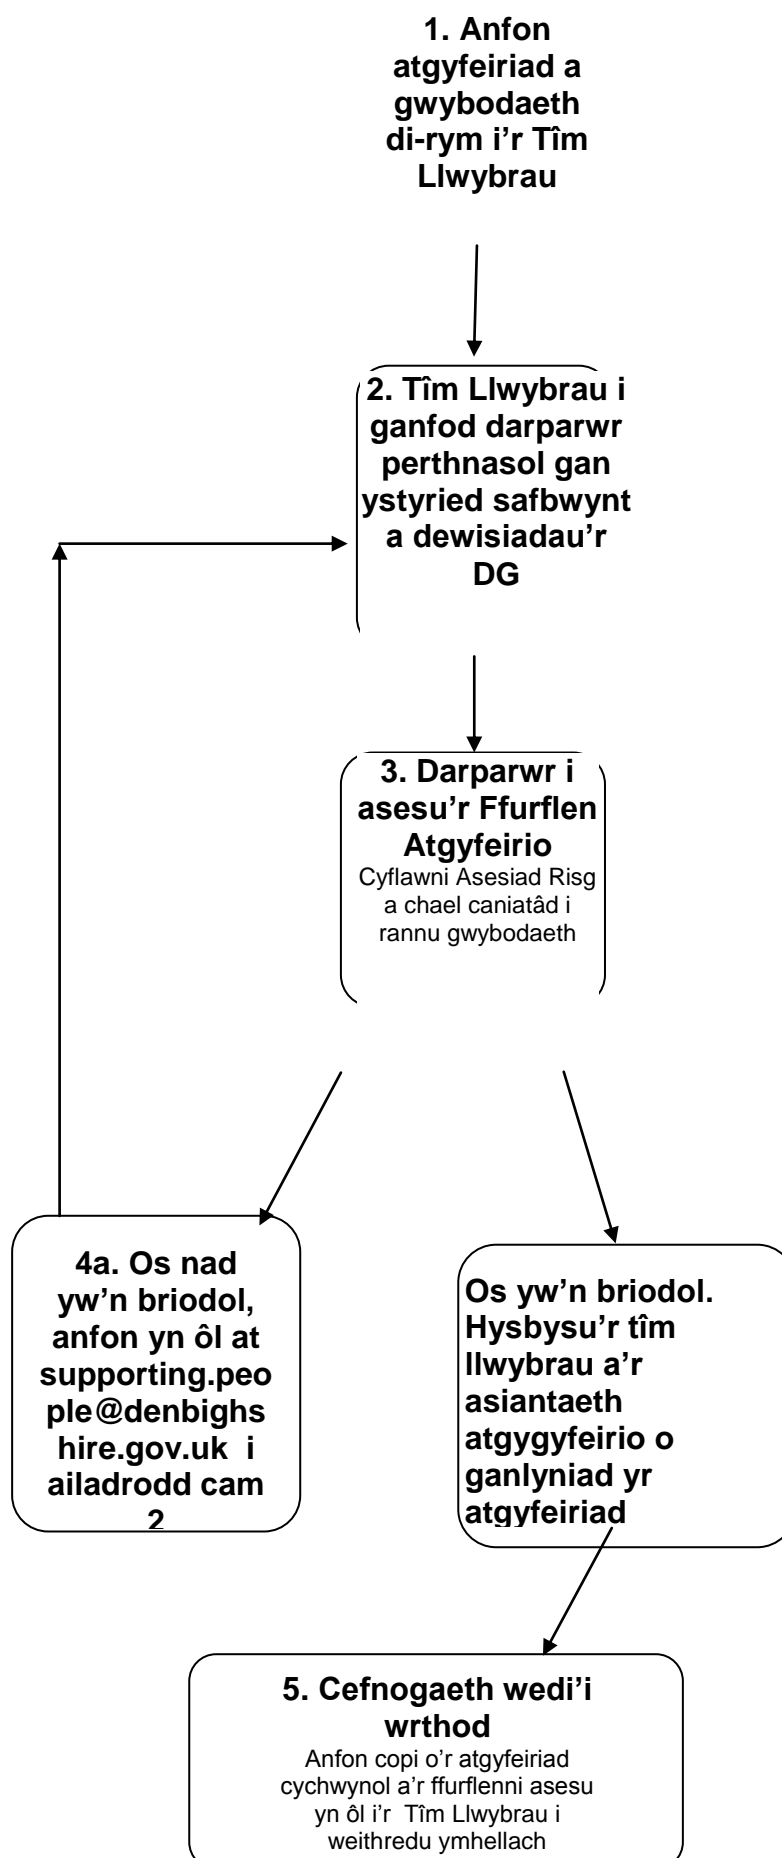 1. Anfon
atgyfeiriad a
gwybodaeth
di-rym i’r Tîm
Llwybrau
2. Tîm Llwybrau i
ganfod darparwr
perthnasol gan
ystyried safbwynt
a dewisiadau’r
DG
3. Darparwr i
asesu’r Ffurflen
Atgyfeirio
Cyflawni Asesiad Risg
a chael caniatâd i
rannu gwybodaeth
4a. Os nad
yw’n briodol,
anfon yn ôl at
supporting.peo
ple@denbighs
hire.gov.uk i
ailadrodd cam
2
Os yw’n briodol.
Hysbysu’r tîm
llwybrau a’r
asiantaeth
atgygyfeirio o
ganlyniad yr
atgyfeiriad
5. Cefnogaeth wedi’i
wrthod
Anfon copi o’r atgyfeiriad
cychwynol a’r ffurflenni asesu
yn ôl i’r Tîm Llwybrau i
weithredu ymhellach